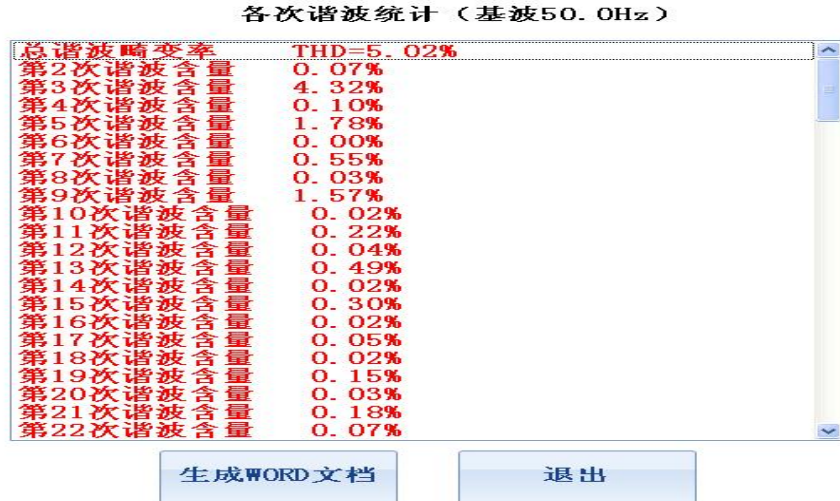 各次谐波统计（基波50.0Hz）
总谐波畸变率 THD=5.02%
第2次谐波含量 0.07%
第3次谐波含量 4.32%
第4次谐波含量 0.10%
第5次谐波含量 1.78%
第6次谐波含量 0.00%
第7次谐波含量 0.55%
第8次谐波含量 0.03%
第9次谐波含量 1.57%
第10次谐波含量 0.02%
第11次谐波含量 0.22%
第12次谐波含量 0.04%
第13次谐波含量 0.49%
第14次谐波含量 0.02%
第15次谐波含量 0.30%
第16次谐波含量 0.02%
第17次谐波含量 0.05%
第18次谐波含量 0.02%
第19次谐波含量 0.15%
第20次谐波含量 0.03%
第21次谐波含量 0.18%
第22次谐波含量 0.07%
生成WORD文档 退出